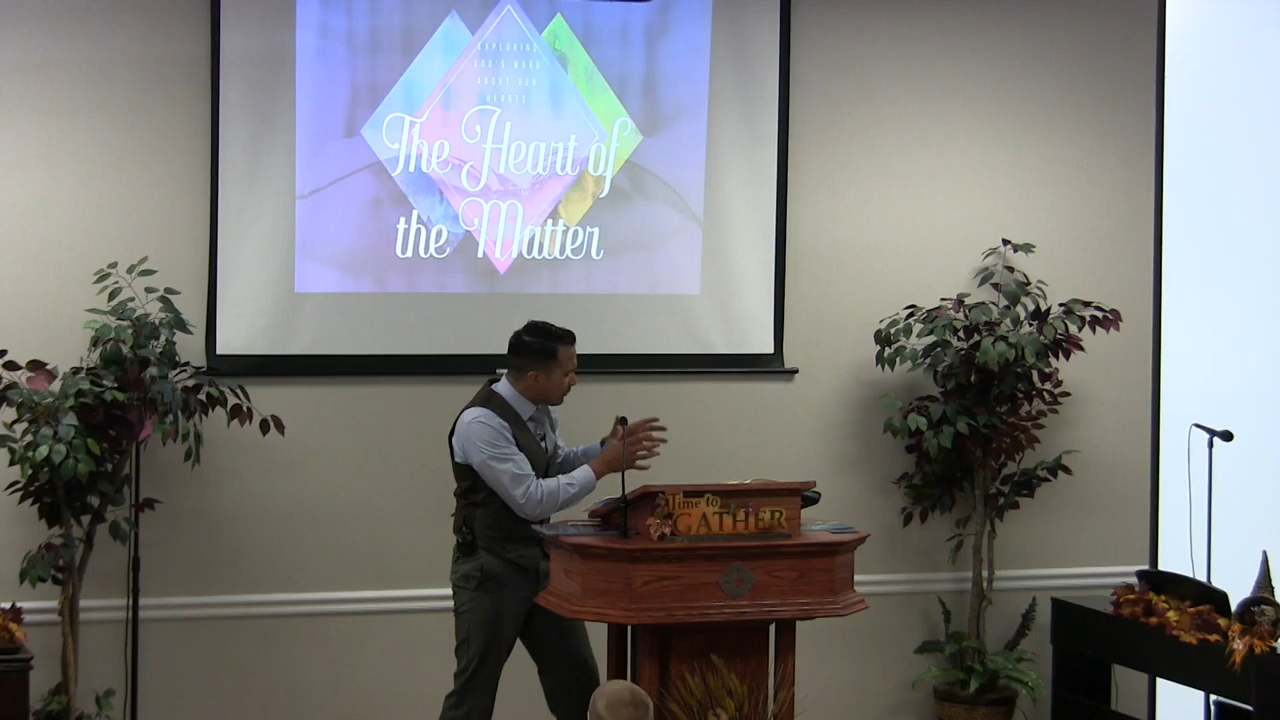 EXPLORING
GOD'S WORD
ABOUT OUR
HEARTS
The Heart of
the Matter
Time to
GATHER